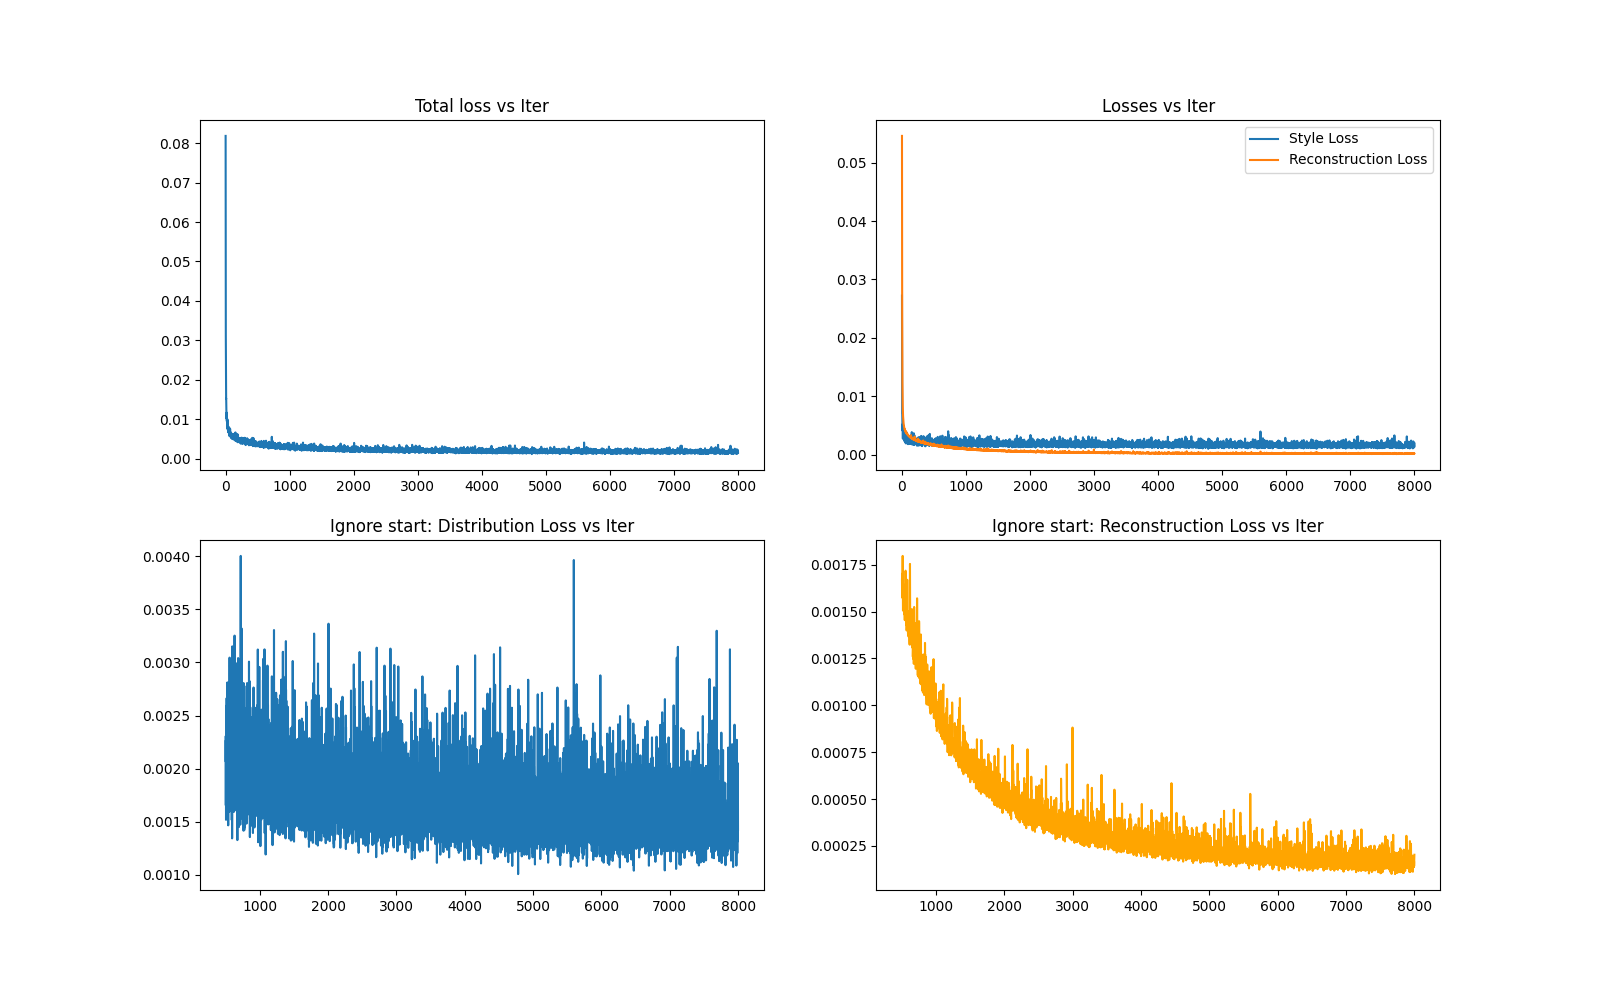 Total loss vs Iter
0.08
0.07
0.06
0.05
0.04
0.03
0.02
0.01
0.00
0 1000 2000 3000 4000 5000 6000 7000 8000
Losses vs Iter
Style Loss
Reconstruction Loss
0.05
0.04
0.03
0.02
0.01
0.00
0 1000 2000 3000 4000 5000 6000 7000 8000
Ignore start: Distribution Loss vs Iter
0.0040
0.0035
0.0030
0.0025
0.0020
0.0015
0.0010
1000 2000 3000 4000 5000 6000 7000 8000
Ignore start: Reconstruction Loss vs Iter
0.00175
0.00150
0.00125
0.00100
0.00075
0.00050
0.00025
1000 2000 3000 4000 5000 6000 7000 8000